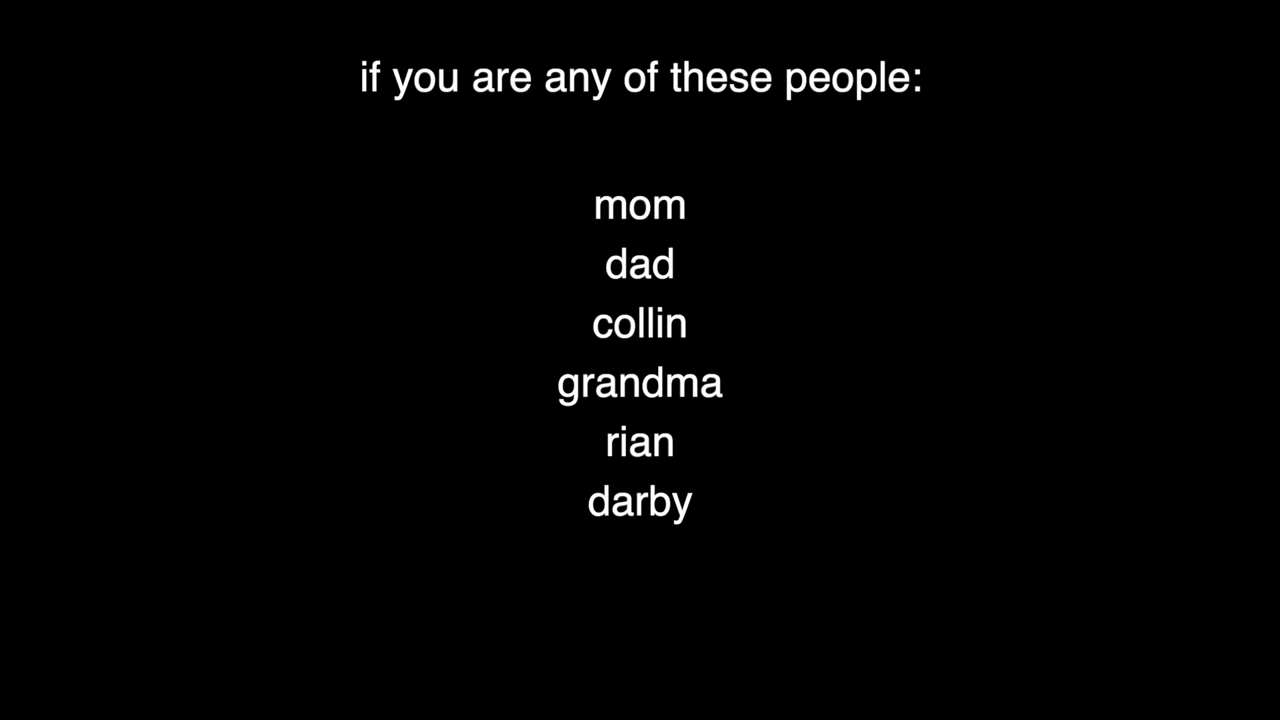 if you are any of these people:
mom
dad
collin
grandma
rian
darby